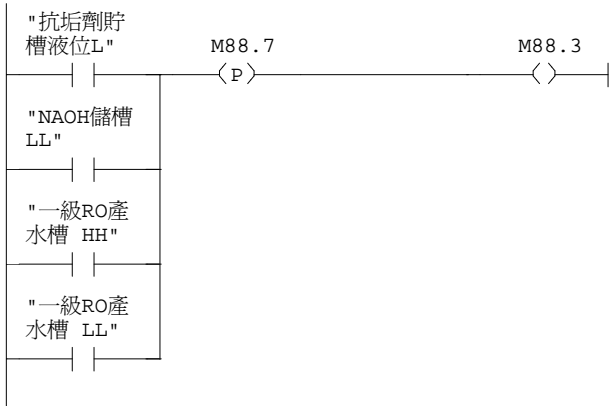 "抗垢劑貯
槽液位L"
M88.7
M88.3
P
"NAOH儲槽
LL"
"一級RO產
水槽 HH"
"一級RO產
水槽 LL"